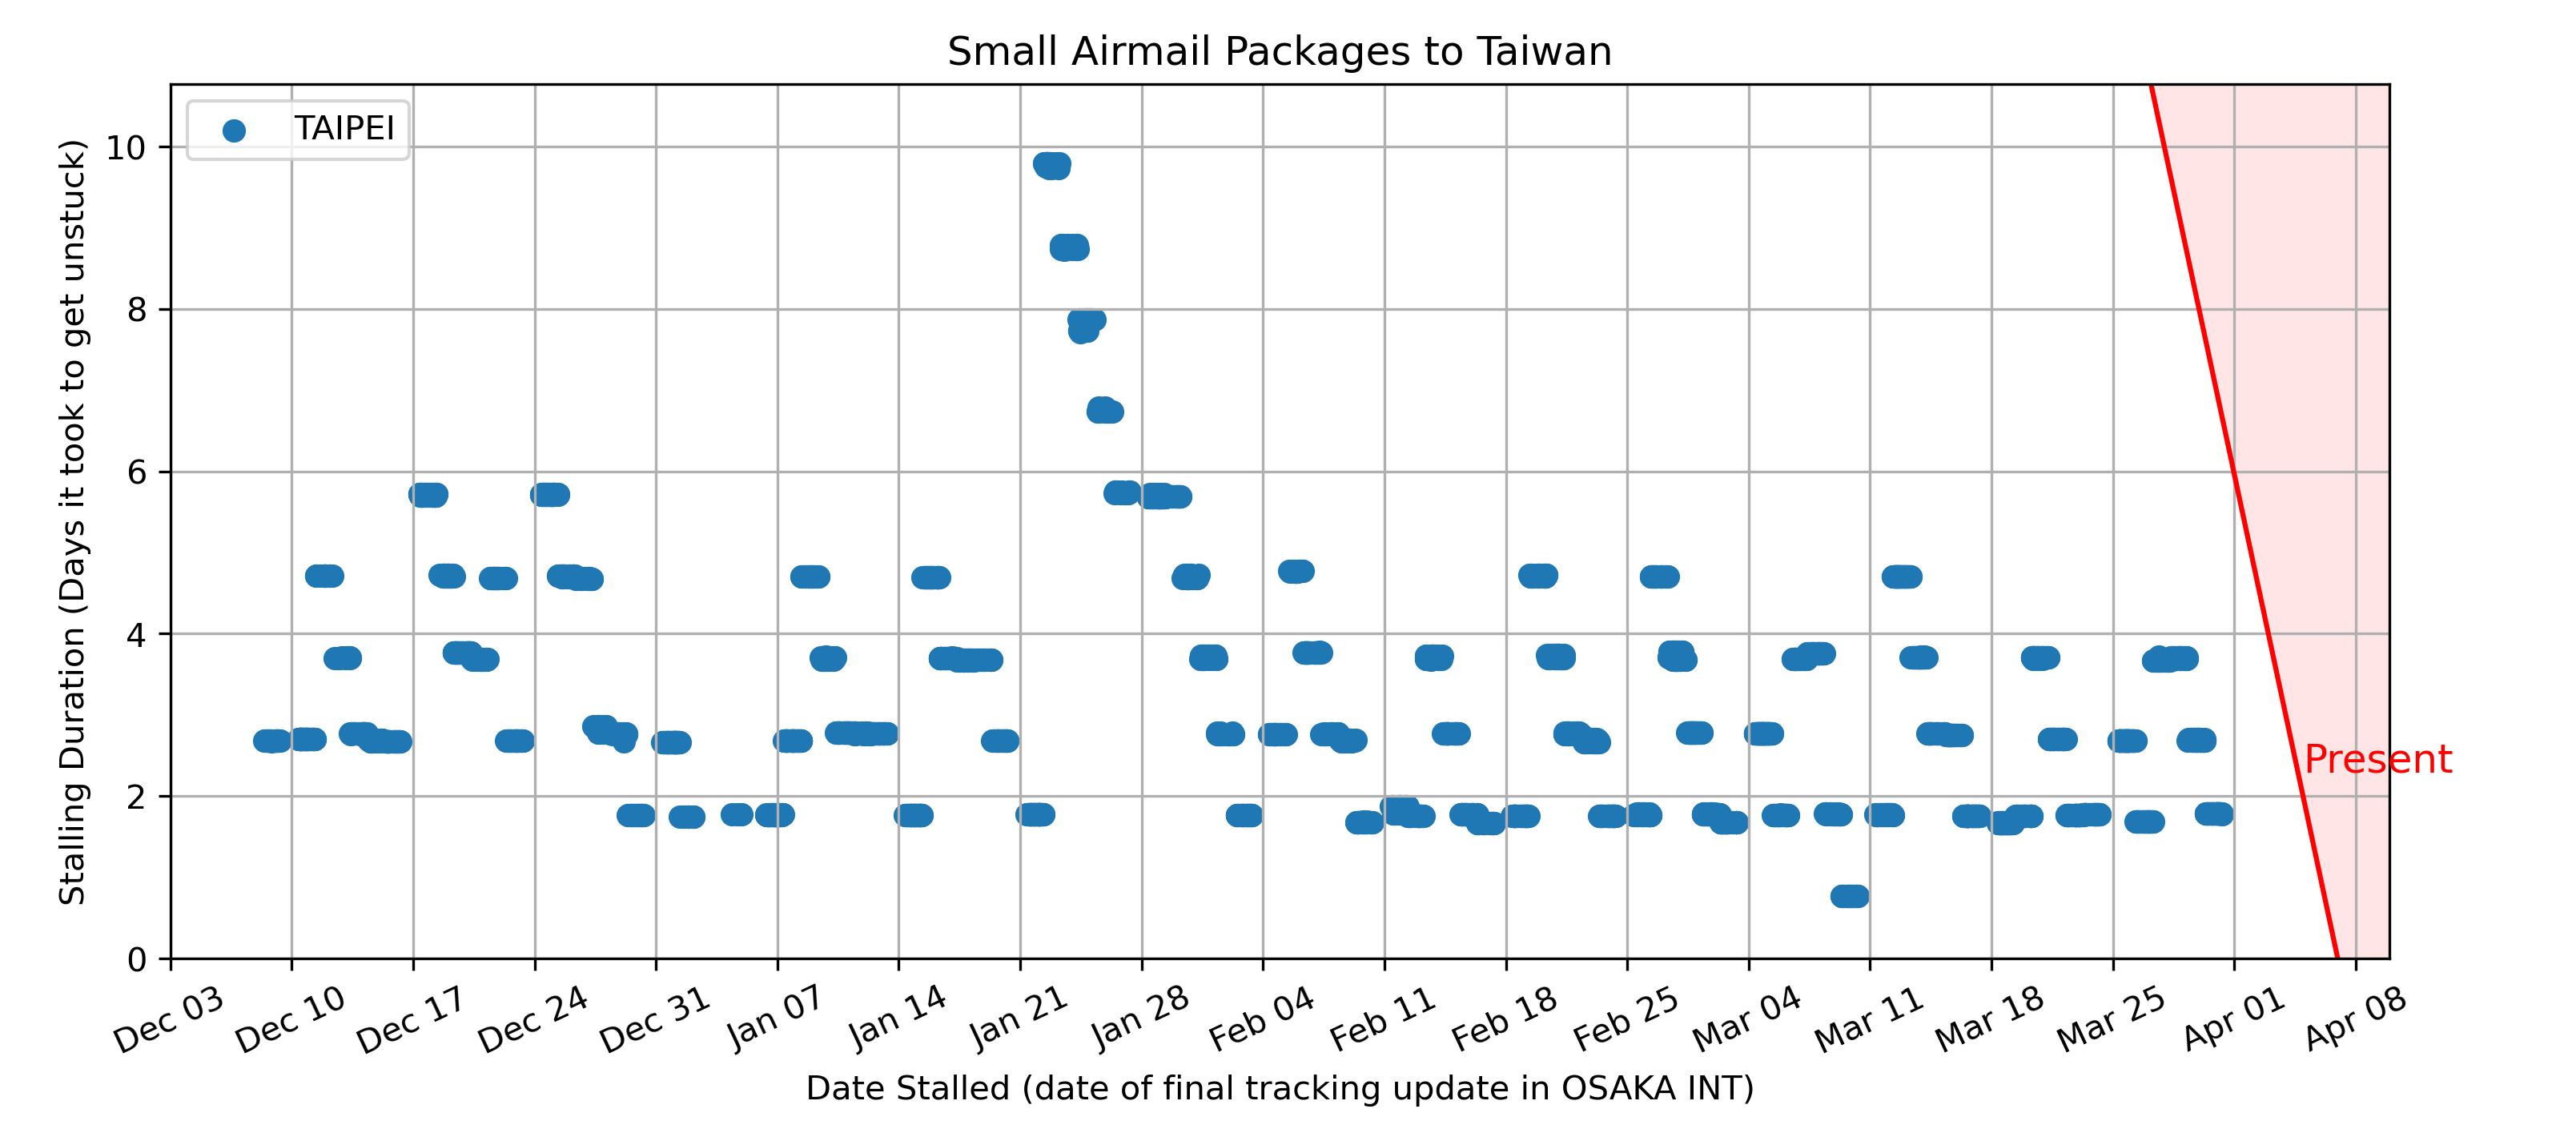 Small Airmail Packages to Taiwan
TAIPEI
Stalling Duration (Days it took to get unstuck)
10
8
6
4
2
0
Present
Dec 03
Dec 10
Dec 17
Dec 24
Dec 31
Jan 07
Jan 14
Jan 21
Jan 28
Feb 04
Feb 11
Feb 18
Feb 25
Mar 04
Mar 11
Mar 18
Mar 25
Apr 01
Apr 08
Date Stalled (date of final tracking update in OSAKA INT)